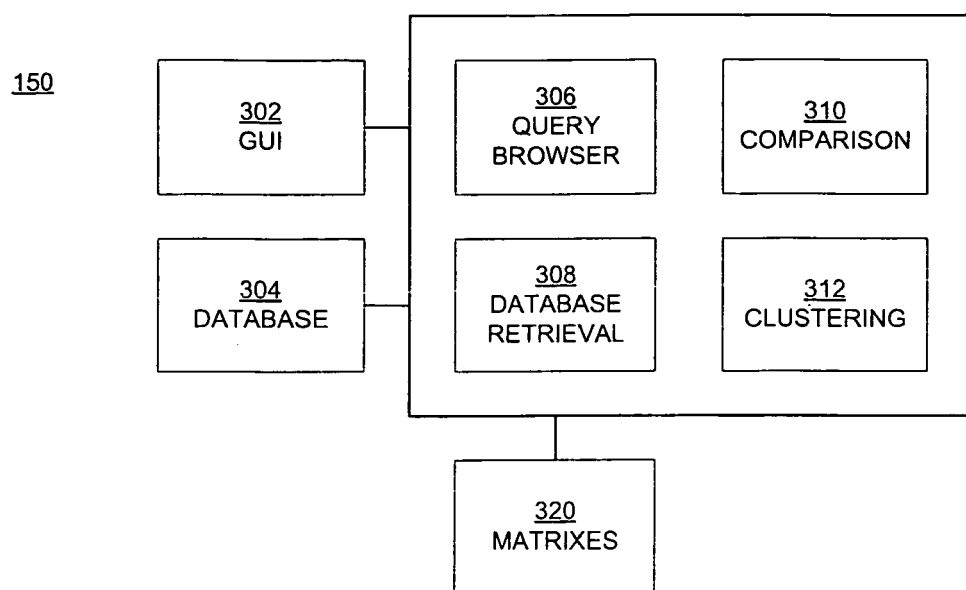 150
302
GUI
306
QUERY
BROWSER
310
COMPARISON
304
DATABASE
308
DATABASE
RETRIEVAL
312
CLUSTERING
320
MATRIXES